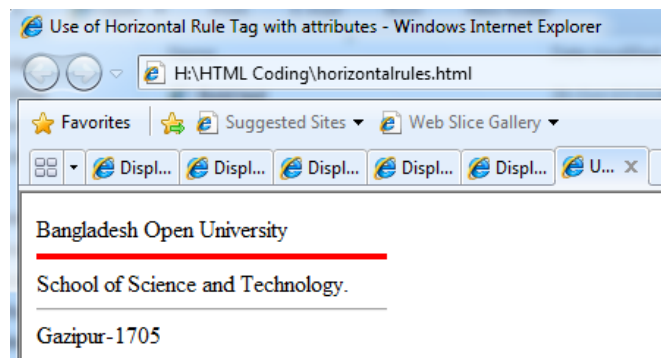 Use of Horizontal Rule Tag with attributes - Windows Internet Explorer
H:\HTML Coding\horizontalrules.html
Favorites Suggested Sites Web Slice Gallery
Displ... Displ... Displ... Displ... Displ... U... X
Bangladesh Open University
School of Science and Technology.
Gazipur-1705